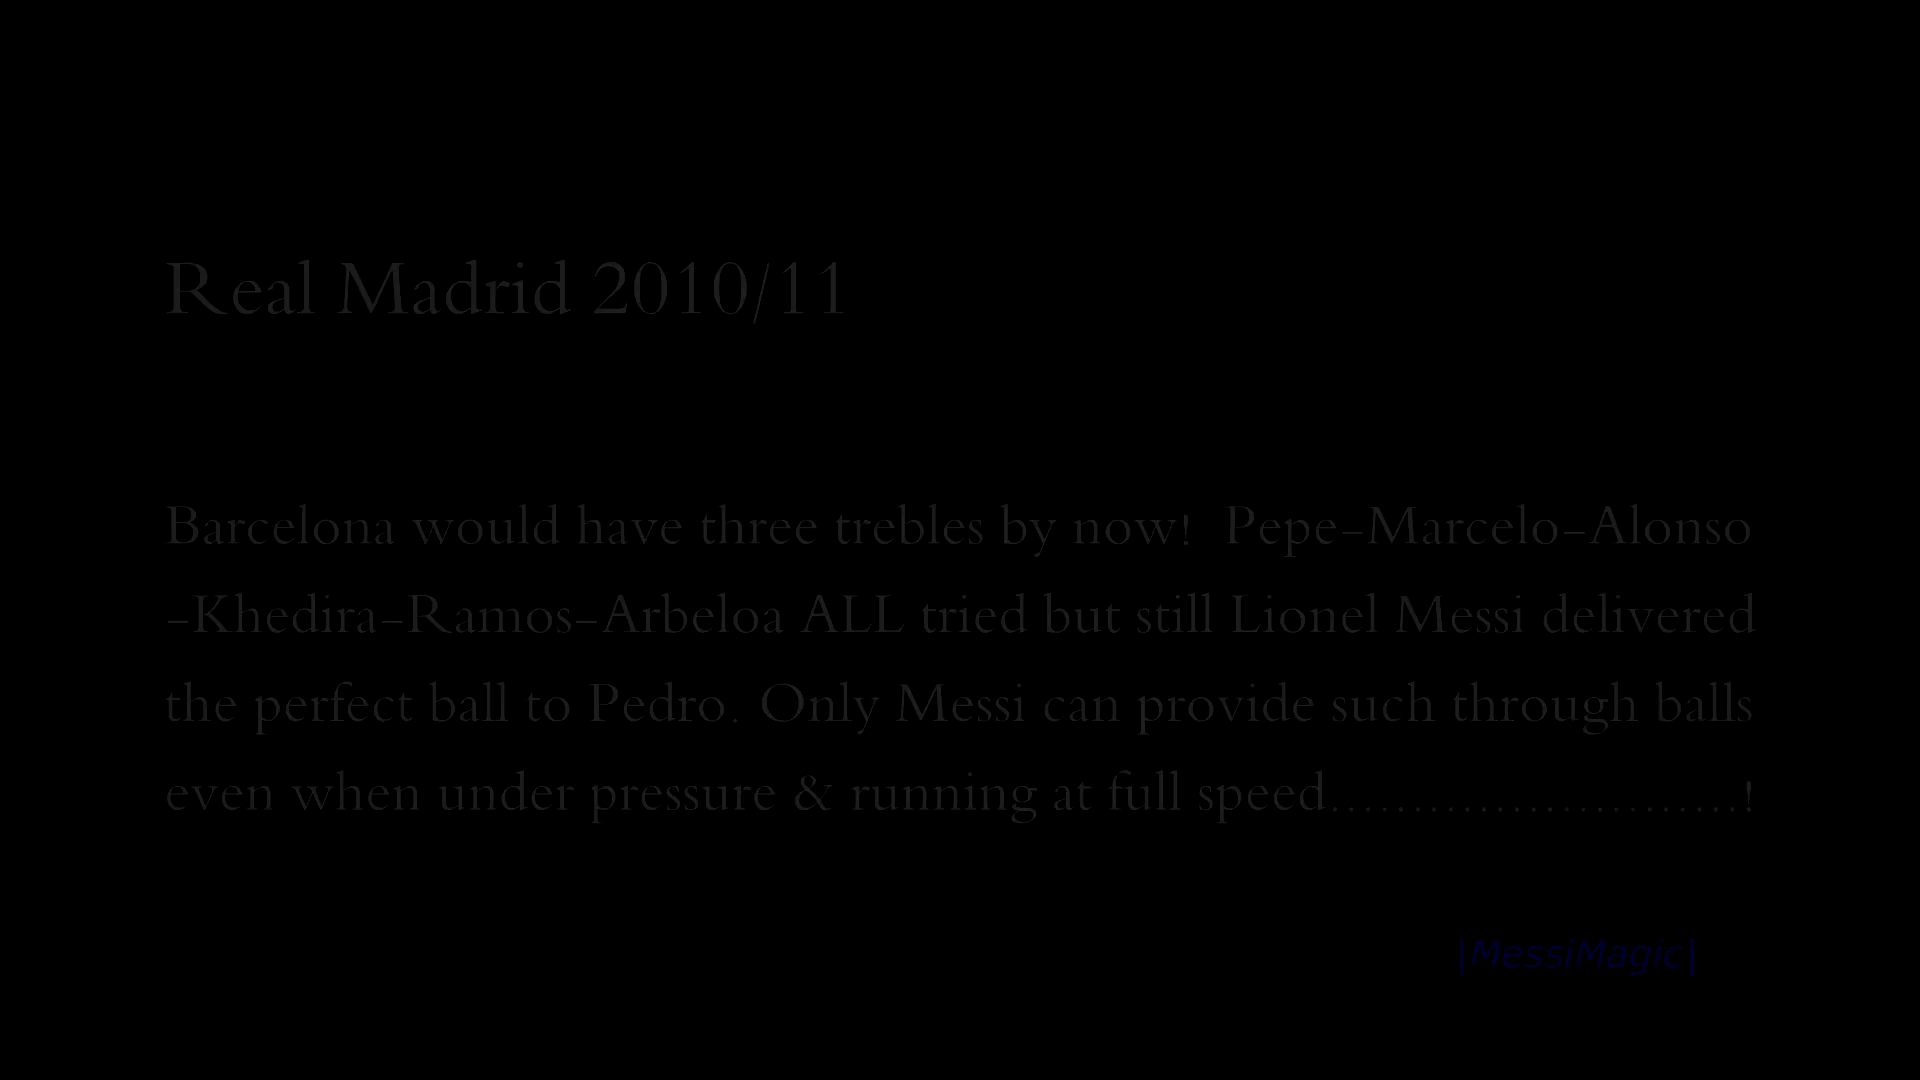 Real Madrid 2010/11
Barcelona would have three trebles by now!  Pepe-Marcelo-Alonso
-Khedira-Ramos-Arbeloa ALL tried but still Lionel Messi delivered
the perfect ball to Pedro. Only Messi can provide such through balls
even when under pressure & running at full speed.........................!
|MessiMagic|